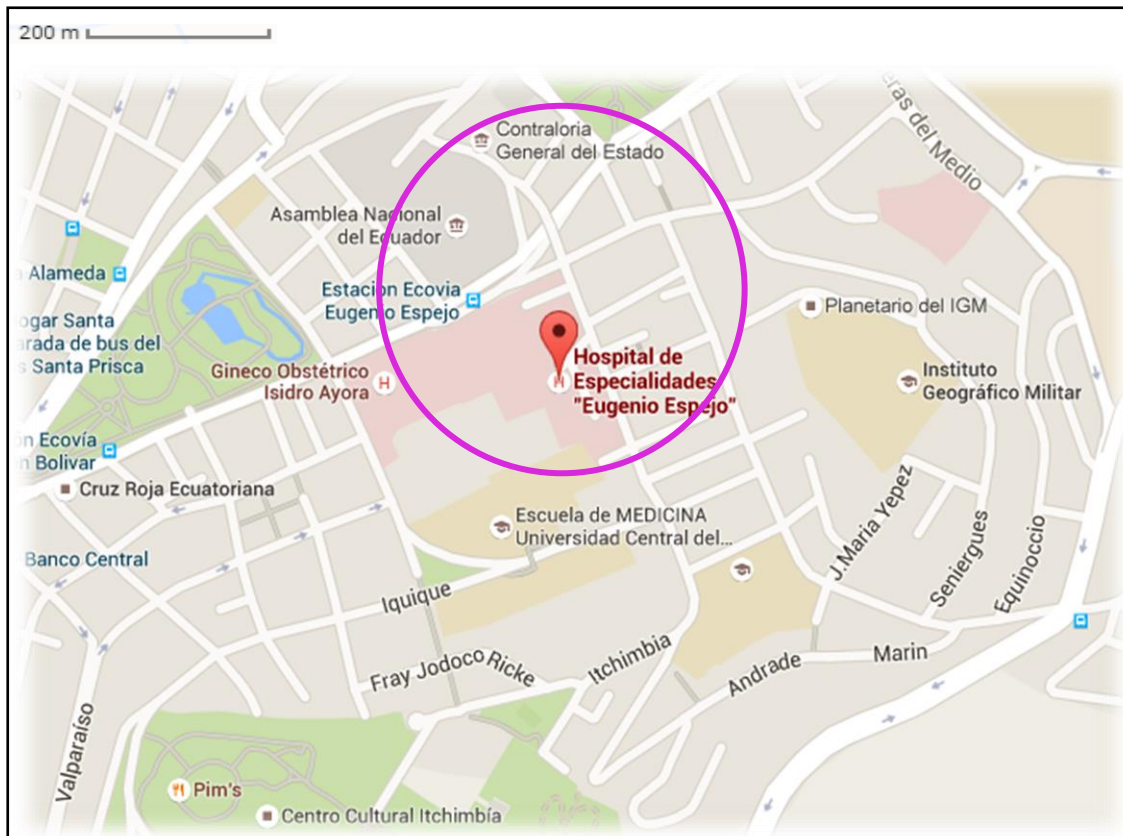 200 m
Contraloria
General del Estado
eras del Medio
Asamblea Nacional
del Ecuador
Alameda
Estación Ecovia
Eugenio Espejo
Planetario del IGM
ogar Santa
arada de bus del
s Santa Prisca
Gineco Obstétrico
Isidro Ayora
H
H
Hospital de
Especialidades
"Eugenio Espejo"
Instituto
Geográfico Militar
ón Ecovía
n Bolivar
Cruz Roja Ecuatoriana
Escuela de MEDICINA
Universidad Central del...
J.Maria Yepez
Seniergues
Equinoccio
Banco Central
Iquique
Fray Jodoco Ricke
Itchimbia
Andrade
Marin
Valparaíso
Pim's
Centro Cultural Itchimbía